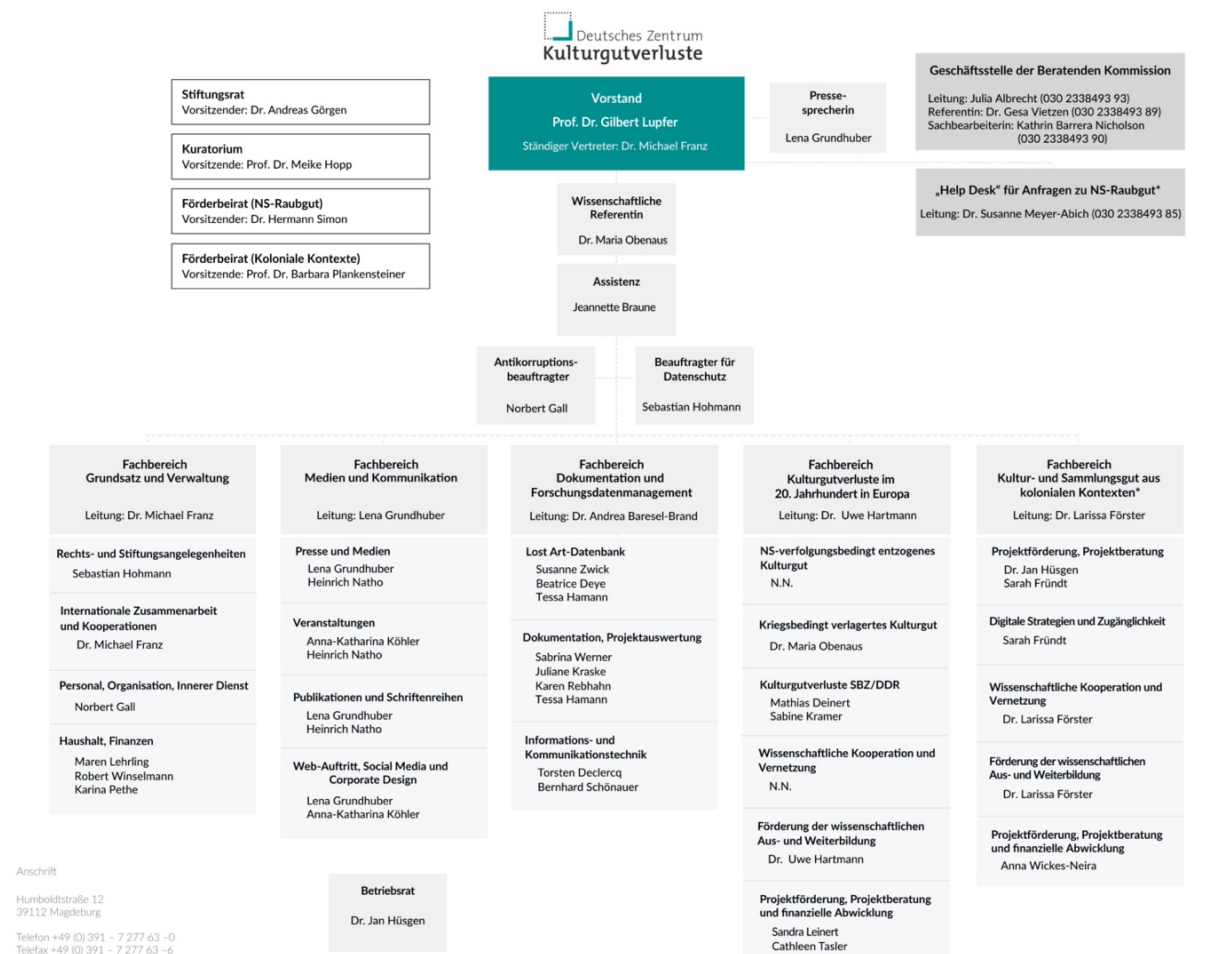 Deutsches Zentrum
Kulturgutverluste
Stiftungsrat
Vorsitzender: Dr. Andreas Görgen
Kuratorium
Vorsitzende: Prof. Dr. Meike Hopp
Förderbeirat (NS-Raubgut)
Vorsitzender: Dr. Hermann Simon
Förderbeirat (Koloniale Kontexte)
Vorsitzende: Prof. Dr. Barbara Plankensteiner
Vorstand
Prof. Dr. Gilbert Lupfer
Ständiger Vertreter: Dr. Michael Franz
Presse-
sprecherin
Lena Grundhuber
Geschäftsstelle der Beratenden Kommission
Leitung: Julia Albrecht (030 2338493 93)
Referentin: Dr. Gesa Vietzen (030 2338493 89)
Sachbearbeiterin: Kathrin Barrera Nicholson
(030 2338493 90)
„Help Desk“ für Anfragen zu NS-Raubgut*
Leitung: Dr. Susanne Meyer-Abich (030 2338493 85)
Wissenschaftliche
Referentin
Dr. Maria Obenaus
Assistenz
Jeannette Braune
Antikorruptions-
beauftragter
Norbert Gall
Beauftragter für
Datenschutz
Sebastian Hohmann
Fachbereich
Grundsatz und Verwaltung
Leitung: Dr. Michael Franz
Rechts- und Stiftungsangelegenheiten
Sebastian Hohmann
Internationale Zusammenarbeit
und Kooperationen
Dr. Michael Franz
Personal, Organisation, Innerer Dienst
Norbert Gall
Haushalt, Finanzen
Maren Lehrling
Robert Winselmann
Karina Pethe
Fachbereich
Medien und Kommunikation
Leitung: Lena Grundhuber
Presse und Medien
Lena Grundhuber
Heinrich Natho
Veranstaltungen
Anna-Katharina Köhler
Heinrich Natho
Publikationen und Schriftenreihen
Lena Grundhuber
Heinrich Natho
Web-Auftritt, Social Media und
Corporate Design
Lena Grundhuber
Anna-Katharina Köhler
Fachbereich
Dokumentation und
Forschungsdatenmanagement
Leitung: Dr. Andrea Baresel-Brand
Lost Art-Datenbank
Susanne Zwick
Beatrice Deye
Tessa Hamann
Dokumentation, Projektauswertung
Sabrina Werner
Juliane Kraske
Karen Rebhahn
Tessa Hamann
Informations- und
Kommunikationstechnik
Torsten Declercq
Bernhard Schönauer
Fachbereich
Kulturgutverluste im
20. Jahrhundert in Europa
Leitung: Dr. Uwe Hartmann
NS-verfolgungsbedingt entzogenes
Kulturgut
N.N.
Kriegsbedingt verlagertes Kulturgut
Dr. Maria Obenaus
Kulturgutverluste SBZ/DDR
Mathias Deinert
Sabine Kramer
Wissenschaftliche Kooperation und
Vernetzung
N.N.
Förderung der wissenschaftlichen
Aus- und Weiterbildung
Dr. Uwe Hartmann
Projektförderung, Projektberatung
und finanzielle Abwicklung
Sandra Leinert
Cathleen Tasler
Fachbereich
Kultur- und Sammlungsgut aus
kolonialen Kontexten*
Leitung: Dr. Larissa Förster
Projektförderung, Projektberatung
Dr. Jan Hüsgen
Sarah Fründt
Digitale Strategien und Zugänglichkeit
Sarah Fründt
Wissenschaftliche Kooperation und
Vernetzung
Dr. Larissa Förster
Förderung der wissenschaftlichen
Aus- und Weiterbildung
Dr. Larissa Förster
Projektförderung, Projektberatung
und finanzielle Abwicklung
Anna Wickes-Neira
Betriebsrat
Dr. Jan Hüsgen
Anschrift
Humboldtstraße 12
39112 Magdeburg
Telefon +49 (0) 391 – 7 277 63 –0
Telefax +49 (0) 391 – 7 277 63 –6